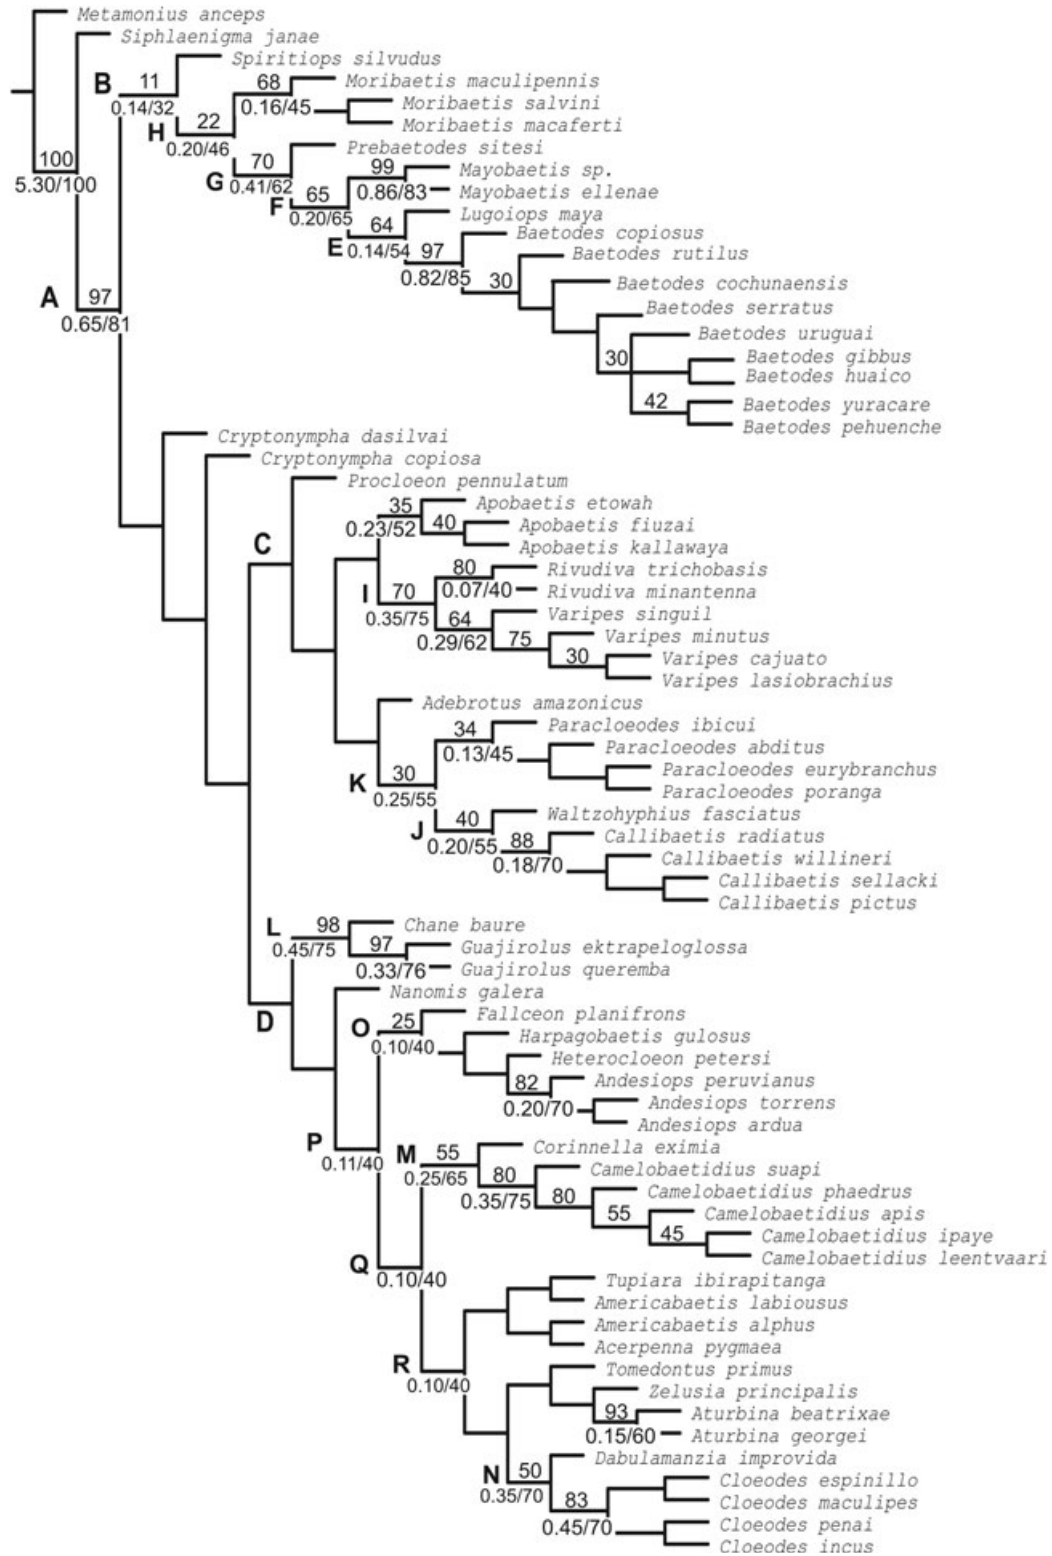 Metamonius anceps
Siphlaenigma janae
Spiritiops silvudus
B 11
0.14/32
68 Moribaetis maculipennis
0.16/45 Moribaetis salvini
Moribaetis macaferti
H 22
0.20/46
Prebaetodes sitesi
100
5.30/100
G 70
0.41/62
99 Mayobaetis sp.
0.86/83 Mayobaetis ellenae
F 65
0.20/65
Lugoiops maya
E 64
0.14/54
Baetodes copiosus
97
0.82/85
Baetodes rutilus
30 Baetodes cochunaensis
Baetodes serratus
A 97
0.65/81
Baetodes uruguai
30 Baetodes gibbus
Baetodes huaico
42 Baetodes yuracare
Baetodes pehuenche
Cryptonympha dasilvai
Cryptonympha copiosa
Procloeon pennulatum
35 Apobaetis etowah
0.23/52 40 Apobaetis fiuzai
Apobaetis kallawaya
C
80 Rivudiva trichobasis
0.07/40 Rivudiva minantenna
I 70
0.35/75
64 Varipes singuil
0.29/62 75 Varipes minutus
30 Varipes cajuato
Varipes lasiobrachius
Adebrotus amazonicus
34 Paracloeodes ibicui
0.13/45 Paracloeodes abditus
Paracloeodes eurybranchus
Paracloeodes poranga
K 30
0.25/55
40 Waltzohyphius fasciatus
J 0.20/55
88 Callibaetis radiatus
0.18/70 Callibaetis willineri
Callibaetis sellacki
Callibaetis pictus
L 98 Chane baure
0.45/75 97 Guajirolus ektrapeloglossa
0.33/76 Guajirolus queremba
Nanomis galera
D
O 25 Fallceon planifrons
0.10/40 Harpagobaetis gulosus
Heterocloeon petersi
82 Andesiops peruvianus
0.20/70 Andesiops torrens
Andesiops ardua
P 0.11/40
M 55 Corinnella eximia
0.25/65 80 Camelobaetidius suapi
0.35/75 80 Camelobaetidius phaedrus
55 Camelobaetidius apis
45 Camelobaetidius ipaye
Camelobaetidius leentvaari
Q 0.10/40
Tupiara ibirapitanga
Americabaetis labiousus
Americabaetis alphus
Acerpenna pygmaea
R 0.10/40
Tomedontus primus
Zelusia principalis
93 Aturbina beatrixae
0.15/60 Aturbina georgei
Dabulamanzia improvida
N 50
0.35/70
Cloeodes espinillo
83 Cloeodes maculipes
0.45/70 Cloeodes penai
Cloeodes incus